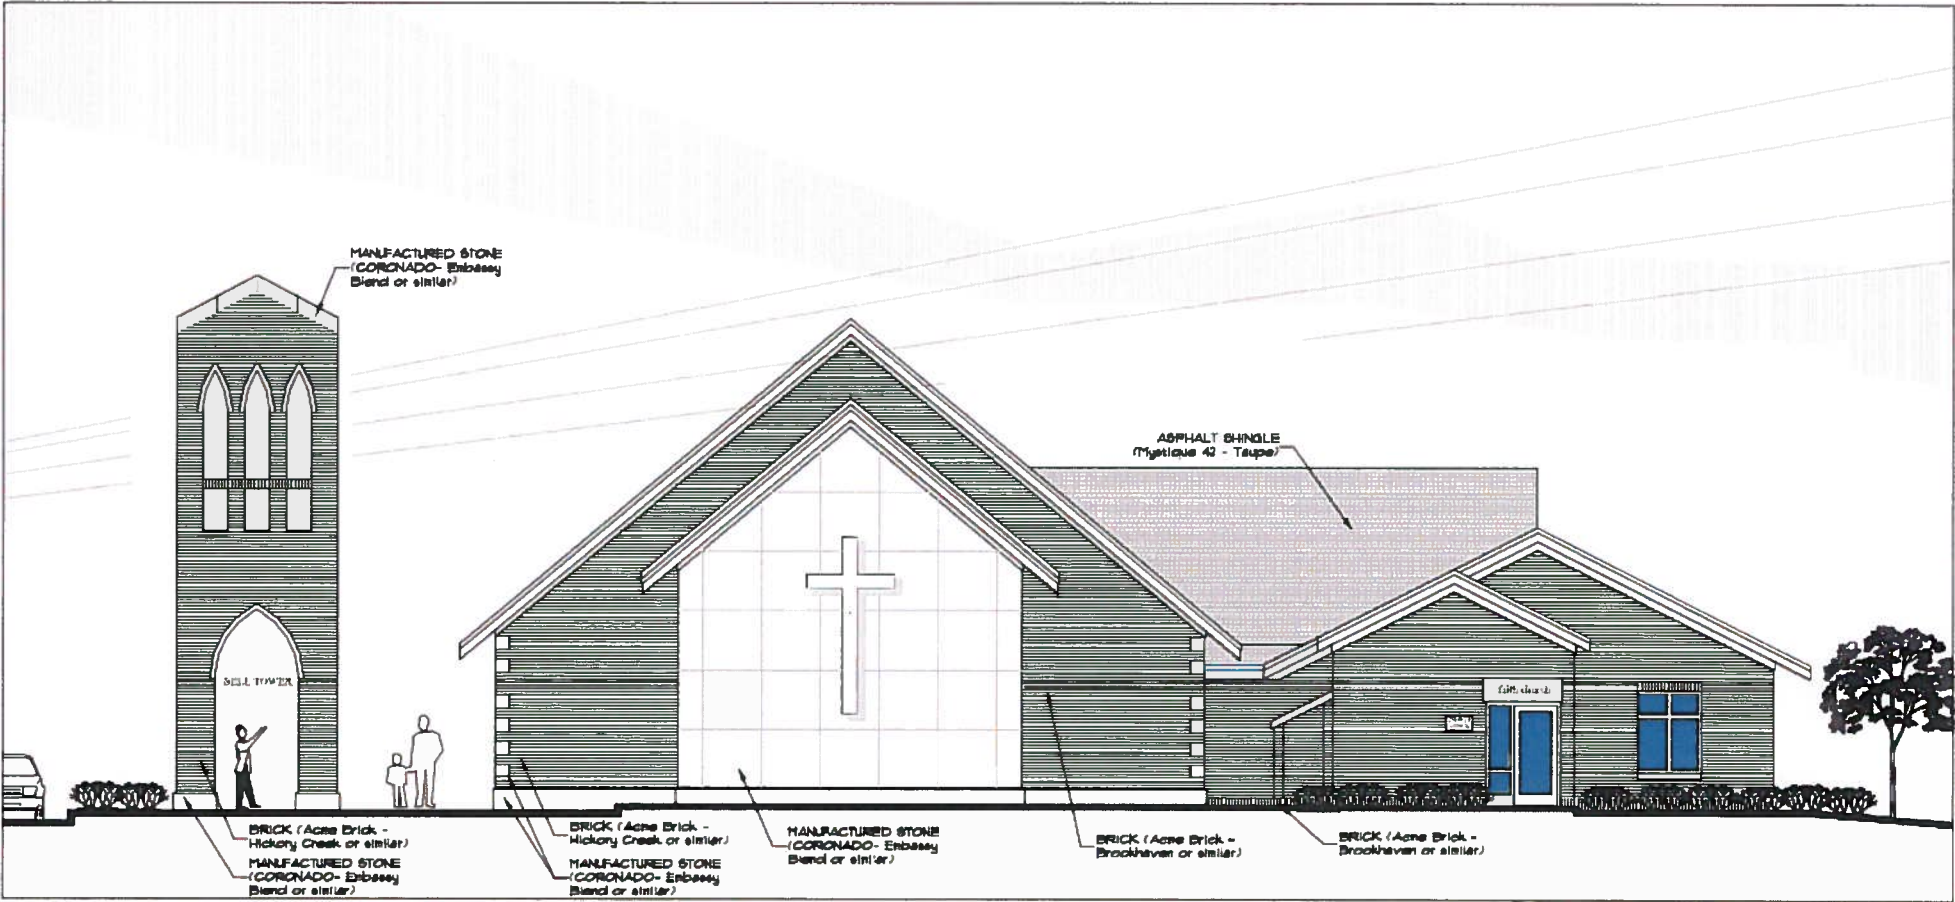 MANUFACTURED STONE
(CORONADO- Embassy
Blend or similar)
ASPHALT SHINGLE
(Mystique 42 - Taupe)
BELL TOWER
faith church
BRICK (Acme Brick -
Hickory Creek or similar)
MANUFACTURED STONE
(CORONADO- Embassy
Blend or similar)
BRICK (Acme Brick -
Hickory Creek or similar)
MANUFACTURED STONE
(CORONADO- Embassy
Blend or similar)
MANUFACTURED STONE
(CORONADO- Embassy
Blend or similar)
BRICK (Acme Brick -
Brookhaven or similar)
BRICK (Acme Brick -
Brookhaven or similar)